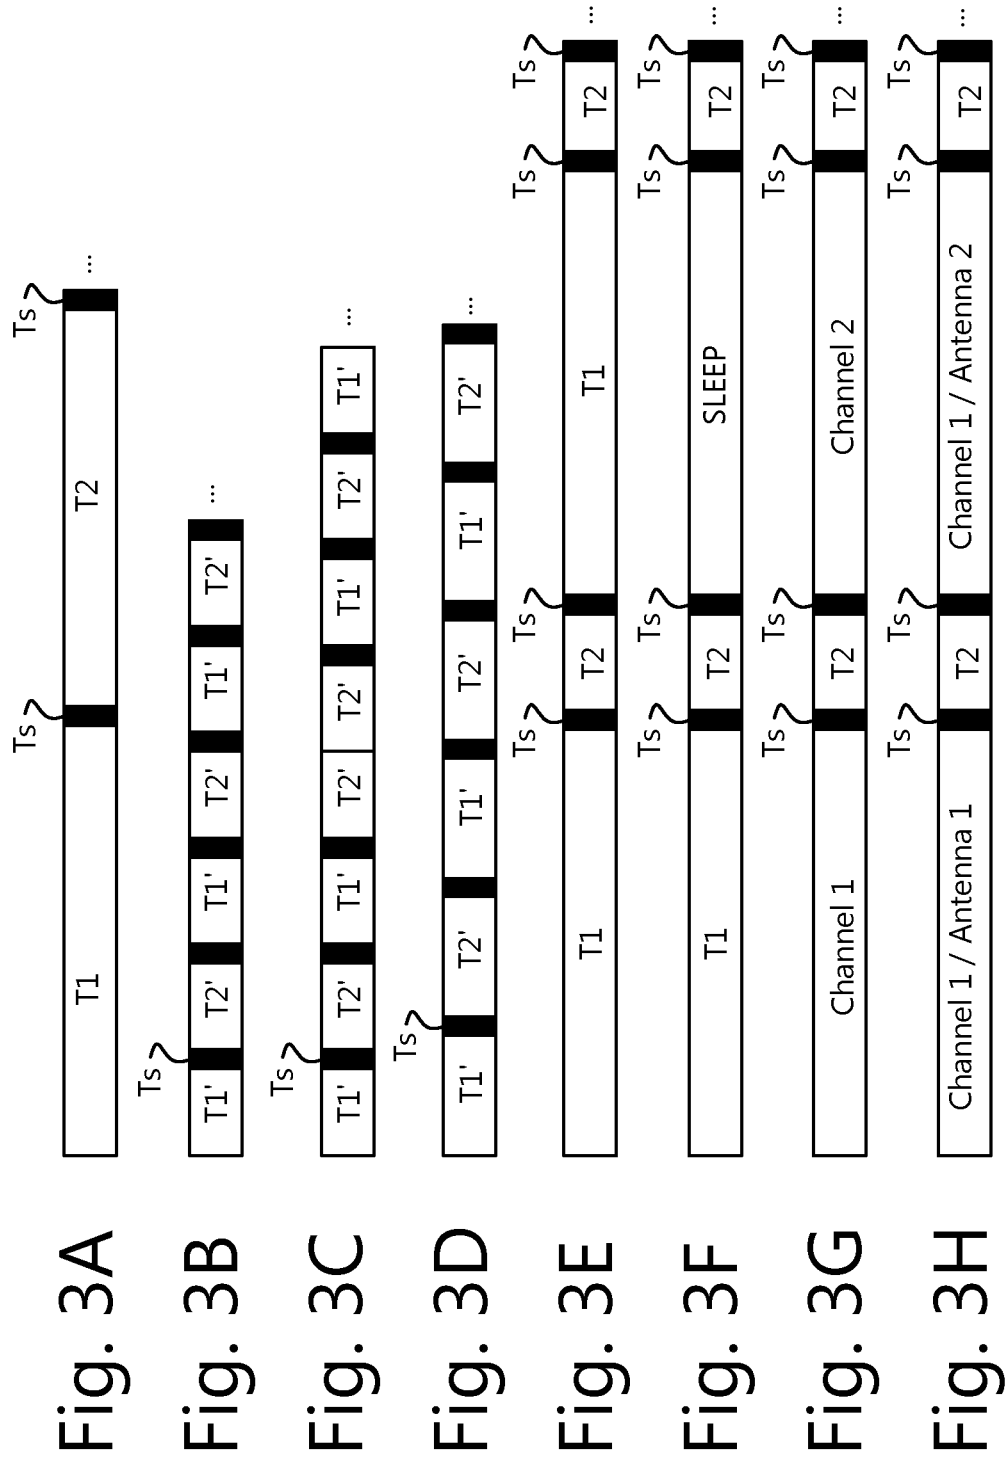 Ts Ts
Fig. 3A T1 T2 ...
Ts
Fig. 3B T1' T2' T1' T2' T1' T2' ...
Ts
Fig. 3C T1' T2' T1' T2' T2' T1' T2' T1' ...
Ts
Fig. 3D T1' T2' T1' T2' T1' T2' ...
Ts Ts Ts Ts
Fig. 3E T1 T2 T1 T2 ...
Ts Ts Ts Ts
Fig. 3F T1 T2 SLEEP T2 ...
Ts Ts Ts Ts
Fig. 3G Channel 1 T2 Channel 2 T2 ...
Ts Ts Ts Ts
Fig. 3H Channel 1 / Antenna 1 T2 Channel 1 / Antenna 2 T2 ...